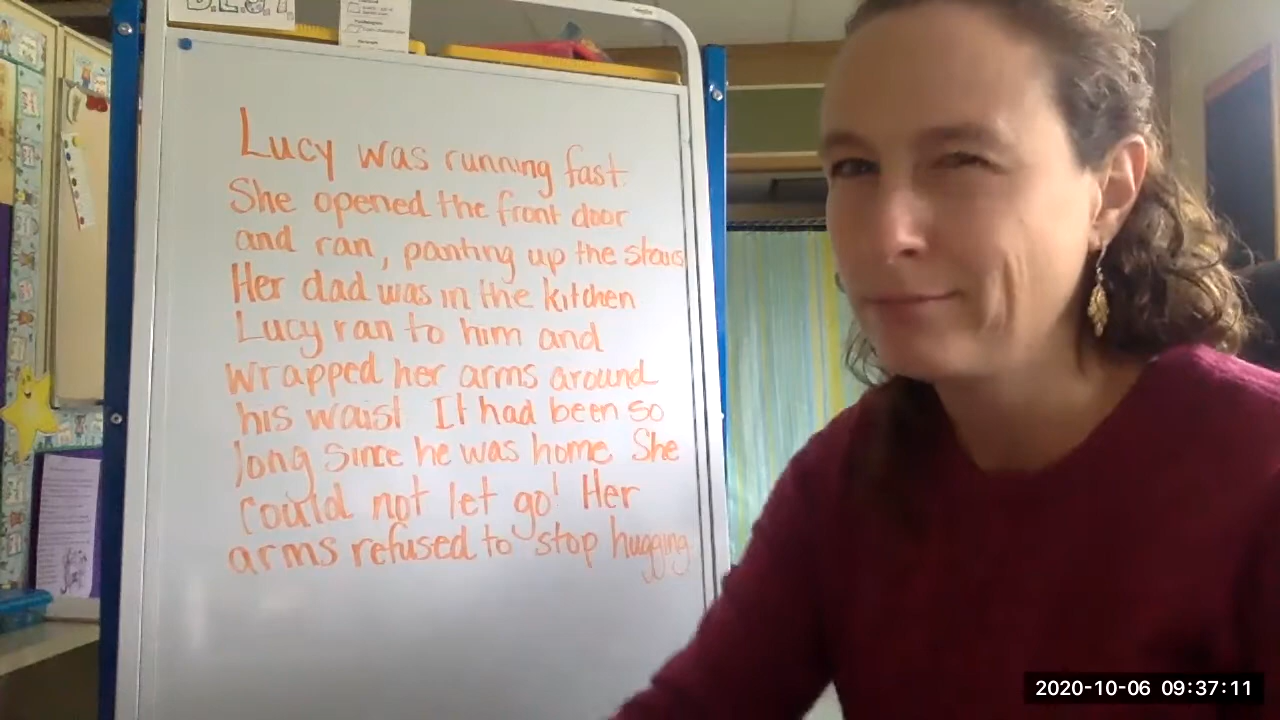 Lucy was running fast.
She opened the front door
and ran, panting up the stairs
Her dad was in the kitchen
Lucy ran to him and
wrapped her arms around
his waist. It had been so
long since he was home. She
could not let go! Her
arms refused to stop hugging.
2020-10-06 09:37:11